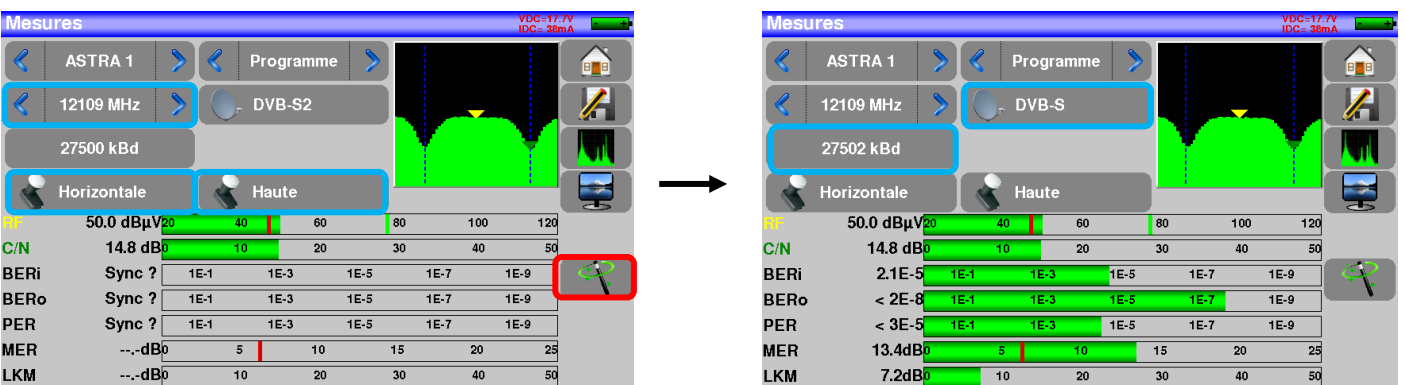 Mesures VDC=17.7V
IDC= 38mA
ASTRA 1 Programme
12109 MHz DVB-S2
27500 kBd
Horizontale Haute
RF 50.0 dBµV 20 40 60 80 100 120
C/N 14.8 dB 0 10 20 30 40 50
BERi Sync ? 1E-1 1E-3 1E-5 1E-7 1E-9
BERo Sync ? 1E-1 1E-3 1E-5 1E-7 1E-9
PER Sync ? 1E-1 1E-3 1E-5 1E-7 1E-9
MER --.-dB 0 5 10 15 20 25
LKM --.-dB 0 10 20 30 40 50
Mesures VDC=17.7V
IDC= 38mA
ASTRA 1 Programme
12109 MHz DVB-S
27502 kBd
Horizontale Haute
RF 50.0 dBµV 20 40 60 80 100 120
C/N 14.8 dB 0 10 20 30 40 50
BERi 2.1E-5 1E-1 1E-3 1E-5 1E-7 1E-9
BERo < 2E-8 1E-1 1E-3 1E-5 1E-7 1E-9
PER < 3E-5 1E-1 1E-3 1E-5 1E-7 1E-9
MER 13.4dB 0 5 10 15 20 25
LKM 7.2dB 0 10 20 30 40 50